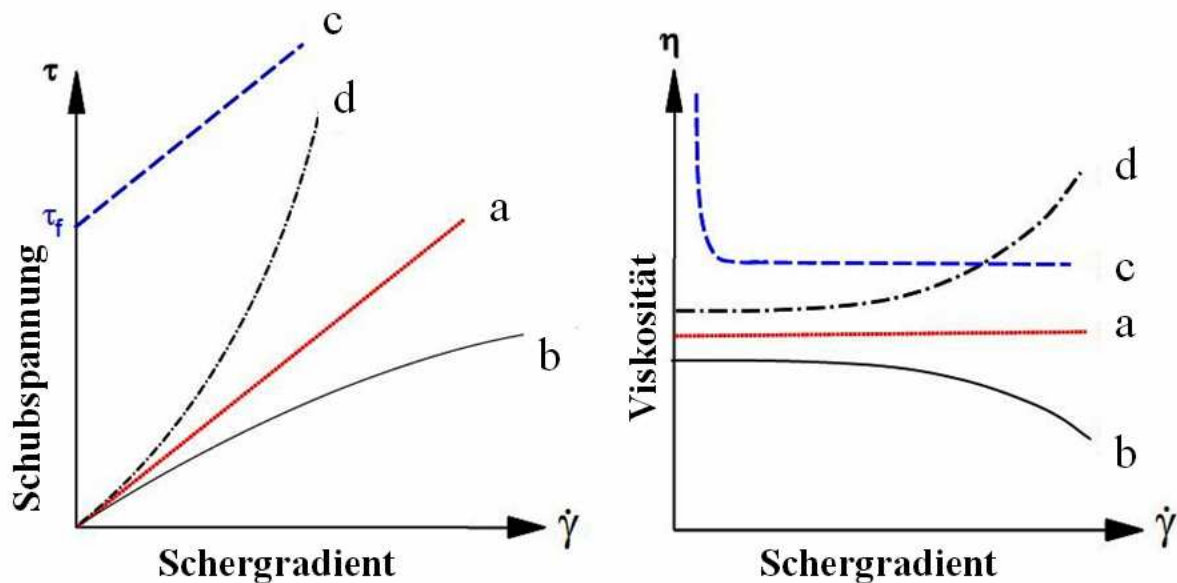 τ
c
d
τf
a
b
Schubspannung
γ̇
Schergradient
η
d
c
a
b
Viskosität
γ̇
Schergradient